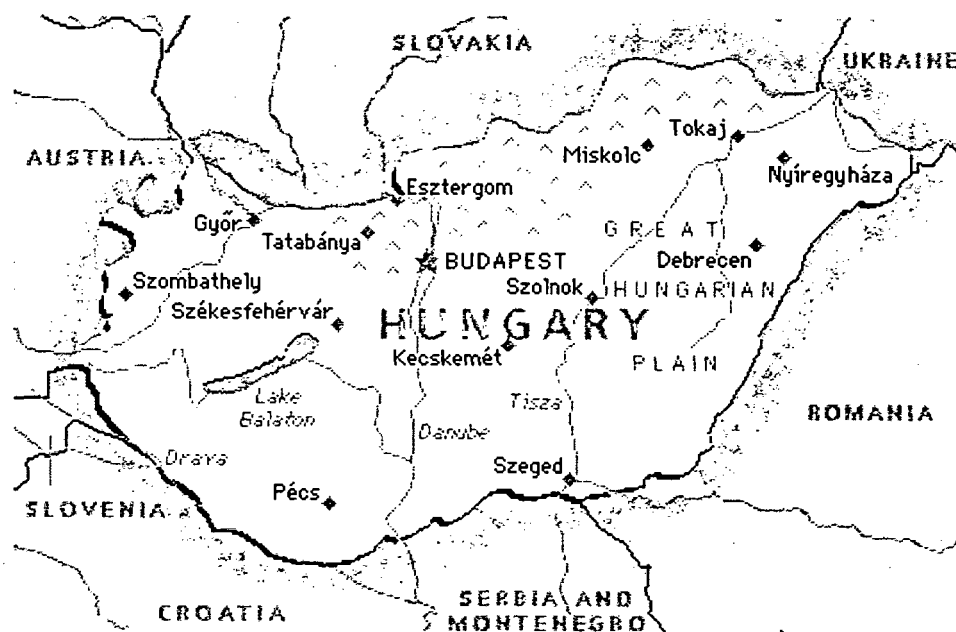 SLOVAKIA
UKRAINE
AUSTRIA
Tokaj
Miskolc
Nyíregyháza
Esztergom
Győr
Tatabánya
GREAT
Debrecen
BUDAPEST
Szombathely
Szolnok
HUNGARIAN
Székesfehérvár
HUNGARY
Kecskemét
PLAIN
Lake
Balaton
Tisza
ROMANIA
Danube
Drava
Szeged
Pécs
SLOVENIA
CROATIA
SERBIA AND
MONTENEGRO